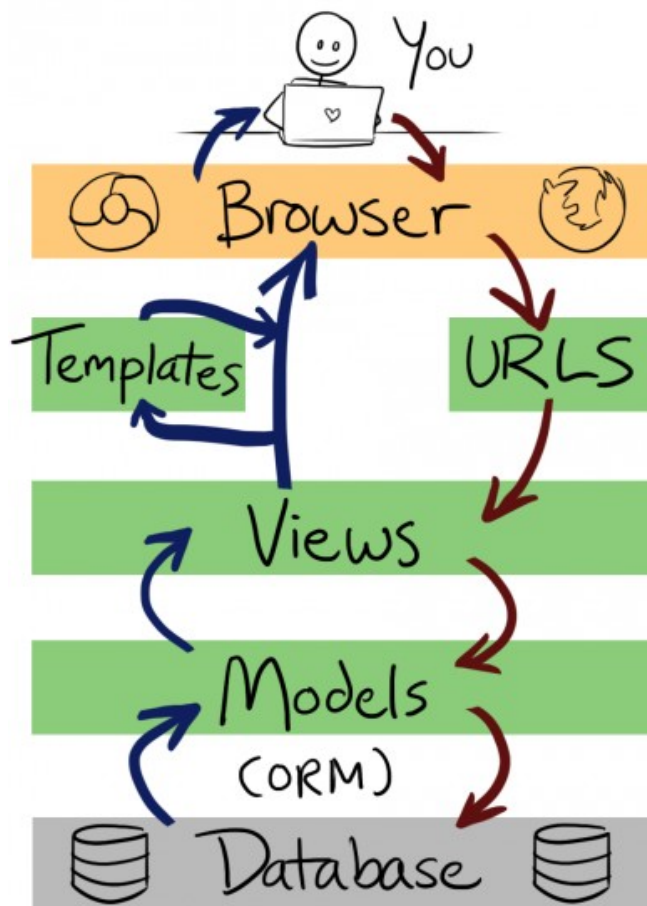 You
Browser
Templates
URLS
Views
Models
(ORM)
Database